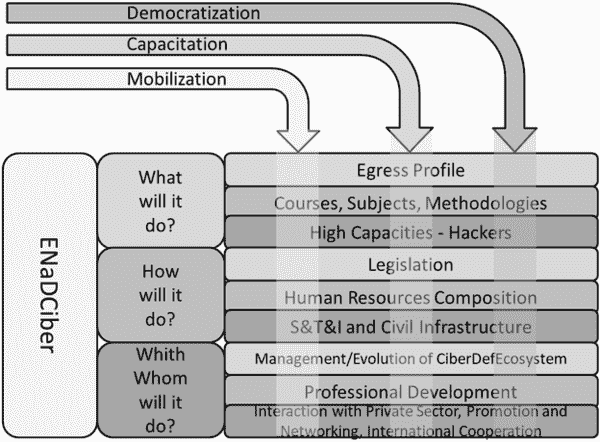 Democratization
Capacitation
Mobilization
ENaDCiber
What
will it
do?
Egress Profile
Courses, Subjects, Methodologies
High Capacities - Hackers
How
will it
do?
Legislation
Human Resources Composition
S&T&I and Civil Infrastructure
Whith
Whom
will it
do?
Management/Evolution of CiberDefEcosystem
Professional Development
Interaction with Private Sector, Promotion and
Networking, International Cooperation